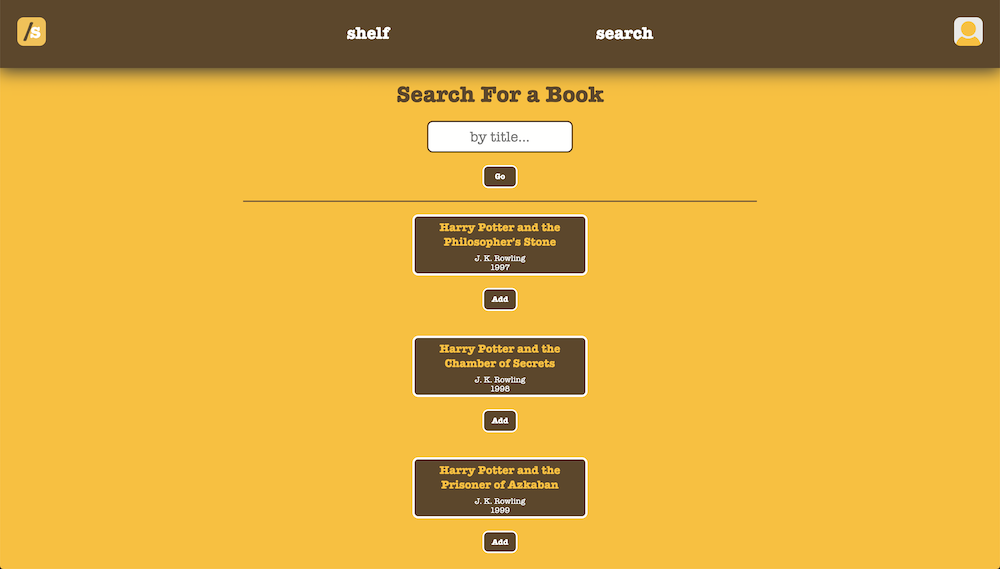 /s
shelf
search
Search For a Book
by title...
Go
Harry Potter and the
Philosopher's Stone
J. K. Rowling
1997
Add
Harry Potter and the
Chamber of Secrets
J. K. Rowling
1998
Add
Harry Potter and the
Prisoner of Azkaban
J. K. Rowling
1999
Add